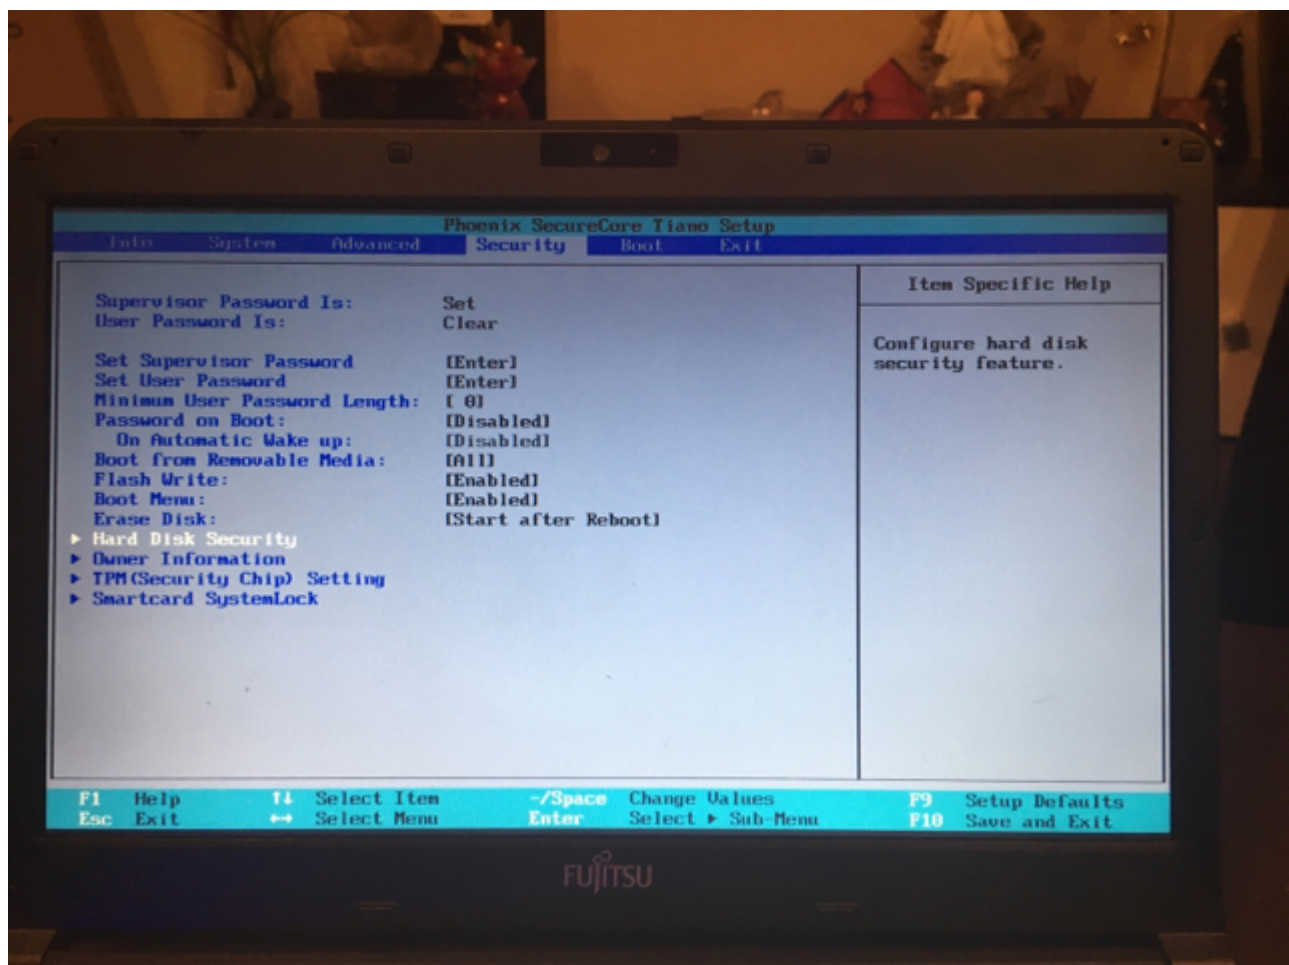 Phoenix SecureCore Tiano Setup
Info System Advanced Security Boot Exit
Item Specific Help
Supervisor Password Is: Set
User Password Is: Clear
Configure hard disk
security feature.
Set Supervisor Password [Enter]
Set User Password [Enter]
Minimum User Password Length: [ 0]
Password on Boot: [Disabled]
On Automatic Wake up: [Disabled]
Boot from Removable Media: [All]
Flash Write: [Enabled]
Boot Menu: [Enabled]
Erase Disk: [Start after Reboot]
▶ Hard Disk Security
▶ Owner Information
▶ TPM(Security Chip) Setting
▶ Smartcard SystemLock
F1 Help ↑↓ Select Item -/Space Change Values F9 Setup Defaults
Esc Exit ↔ Select Menu Enter Select ▶ Sub-Menu F10 Save and Exit
FUJITSU